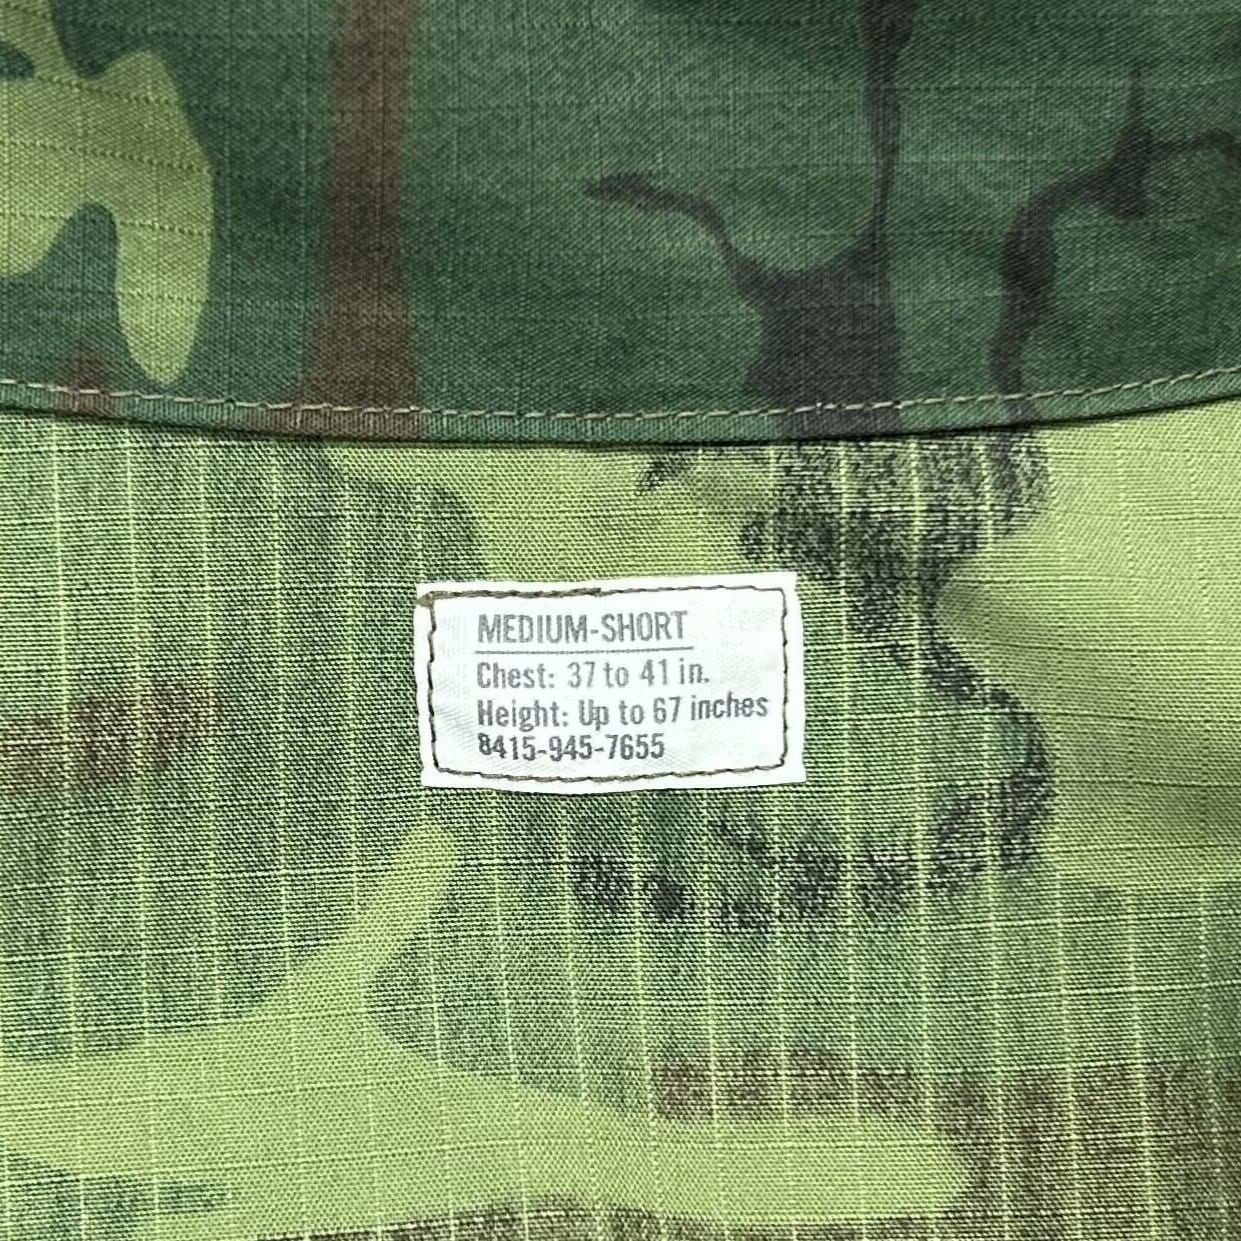 MEDIUM-SHORT
Chest: 37 to 41 in.
Height: Up to 67 inches
8415-945-7655